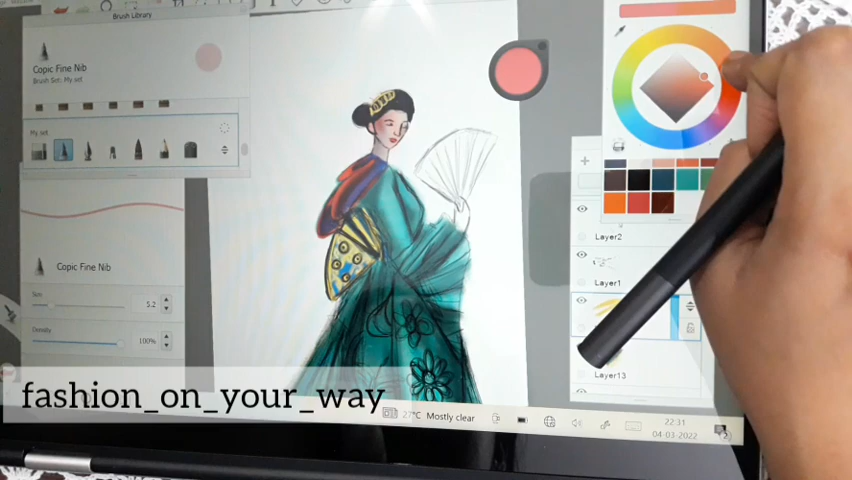 Brush Library
Copic Fine Nib
Brush Set: My set
My set
Copic Fine Nib
Size: 5.2
Density: 100%
Layer2
Layer1
Layer13
fashion_on_your_way
27°C Mostly clear
22:31
04-03-2022